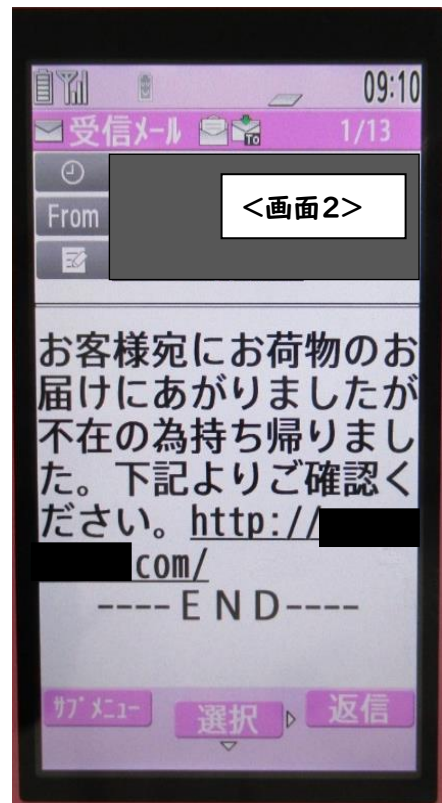 09:10
受信ﾒｰﾙ TO 1/13
From
<画面2>
お客様宛にお荷物のお
届けにあがりましたが
不在の為持ち帰りまし
た。下記よりご確認く
ださい。http://
com/
----END----
ｻﾌﾞﾒﾆｭｰ 選択 返信